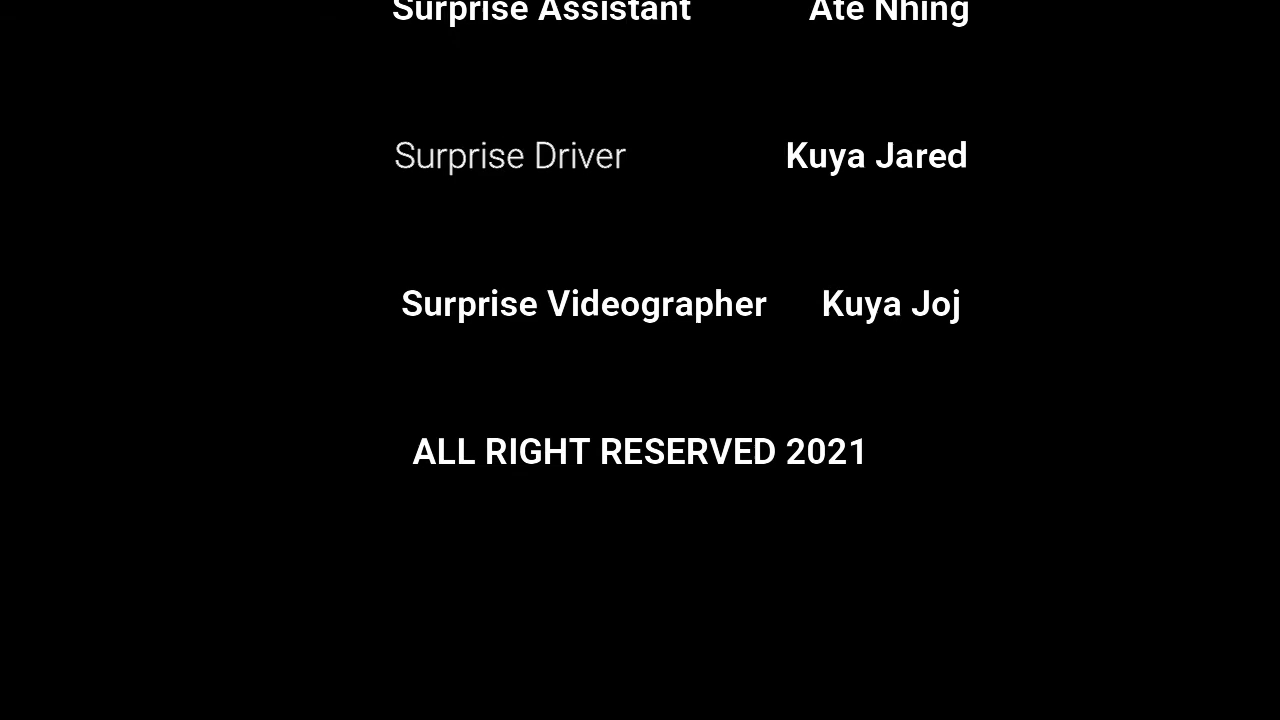 Surprise Assistant Ate Nhing
Surprise Driver Kuya Jared
Surprise Videographer Kuya Joj
ALL RIGHT RESERVED 2021